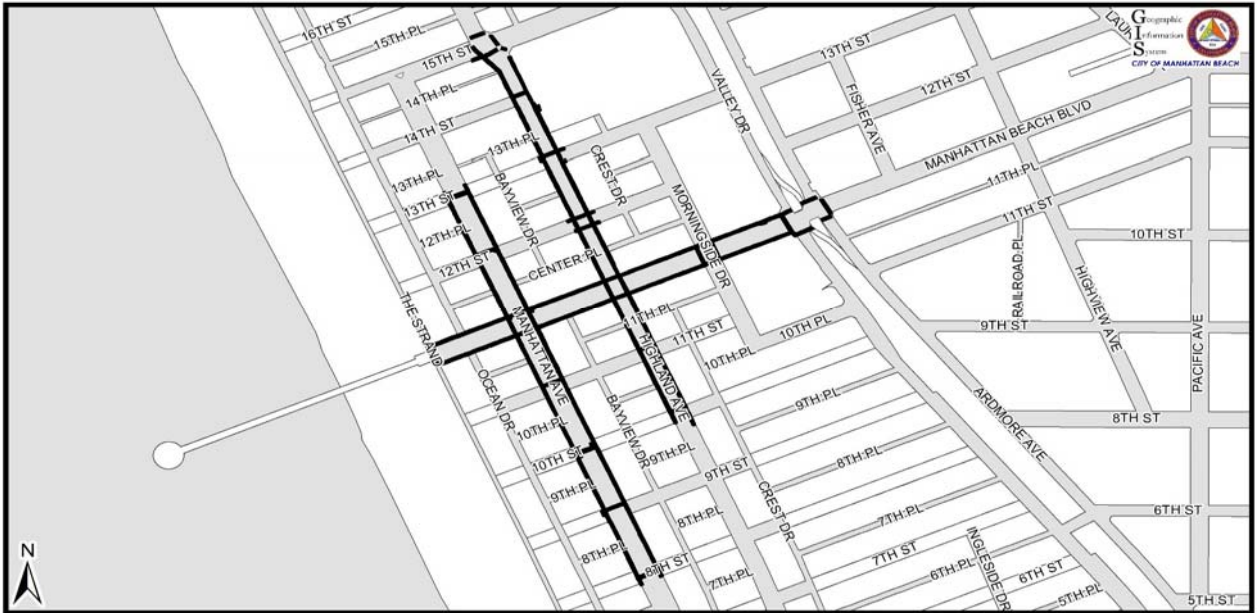 16TH ST
15TH PL
15TH ST
14TH PL
14TH ST
13TH PL
13TH PL
13TH ST
12TH PL
12TH ST
BAYVIEW DR
CREST DR
CENTER PL
THE STRAND
MANHATTAN AVE
OCEAN DR
11TH PL
11TH ST
HIGHLAND AVE
10TH PL
10TH PL
10TH PL
10TH ST
BAYVIEW DR
9TH PL
9TH PL
9TH PL
9TH ST
8TH PL
8TH PL
8TH PL
8TH ST
7TH PL
7TH PL
7TH ST
CREST DR
MORNINGSIDE DR
VALLEY DR
13TH ST
12TH ST
FISHER AVE
MANHATTAN BEACH BLVD
11TH PL
11TH ST
10TH ST
RAIL ROAD PL
HIGHVIEW AVE
9TH ST
PACIFIC AVE
8TH ST
ARDMORE AVE
6TH ST
INGLESIDE DR
6TH PL
6TH ST
5TH PL
5TH ST
Geographic
Information
System
CITY OF MANHATTAN BEACH
N